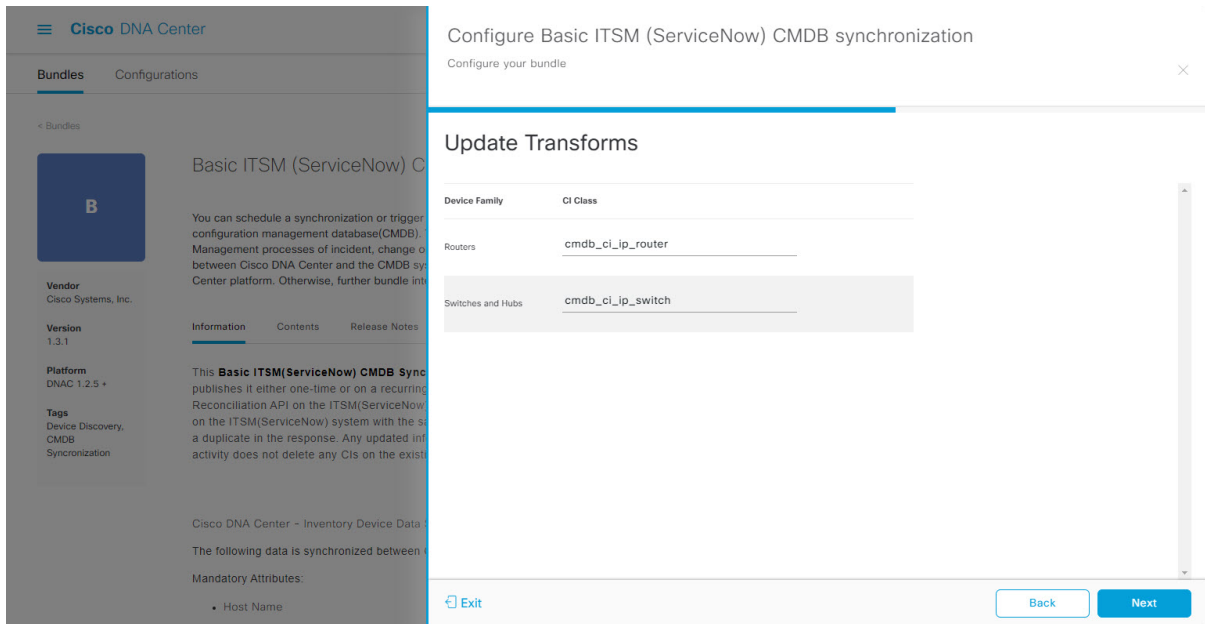 Cisco DNA Center
Bundles Configurations
< Bundles
B
Vendor
Cisco Systems, Inc.
Version
1.3.1
Platform
DNAC 1.2.5 +
Tags
Device Discovery,
CMDB
Syncronization
Basic ITSM (ServiceNow) C
You can schedule a synchronization or trigger
configuration management database(CMDB).
Management processes of incident, change o
between Cisco DNA Center and the CMDB sy
Center platform. Otherwise, further bundle int
Information Contents Release Notes
This Basic ITSM(ServiceNow) CMDB Sync
publishes it either one-time or on a recurring
Reconciliation API on the ITSM(ServiceNow
on the ITSM(ServiceNow) system with the sa
a duplicate in the response. Any updated inf
activity does not delete any CIs on the existi
Cisco DNA Center - Inventory Device Data
The following data is synchronized between
Mandatory Attributes:
• Host Name
Configure Basic ITSM (ServiceNow) CMDB synchronization
Configure your bundle
Update Transforms
Device Family CI Class
Routers cmdb_ci_ip_router
Switches and Hubs cmdb_ci_ip_switch
Exit Back Next